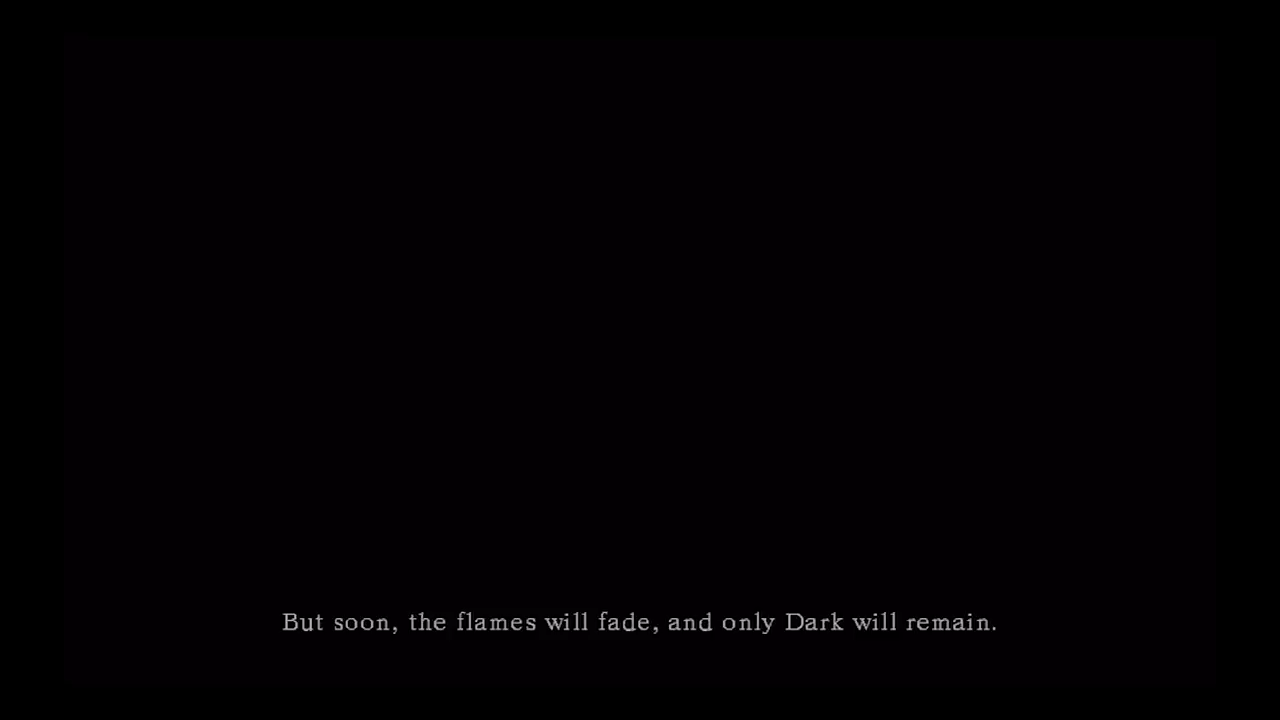 But soon, the flames will fade, and only Dark will remain.